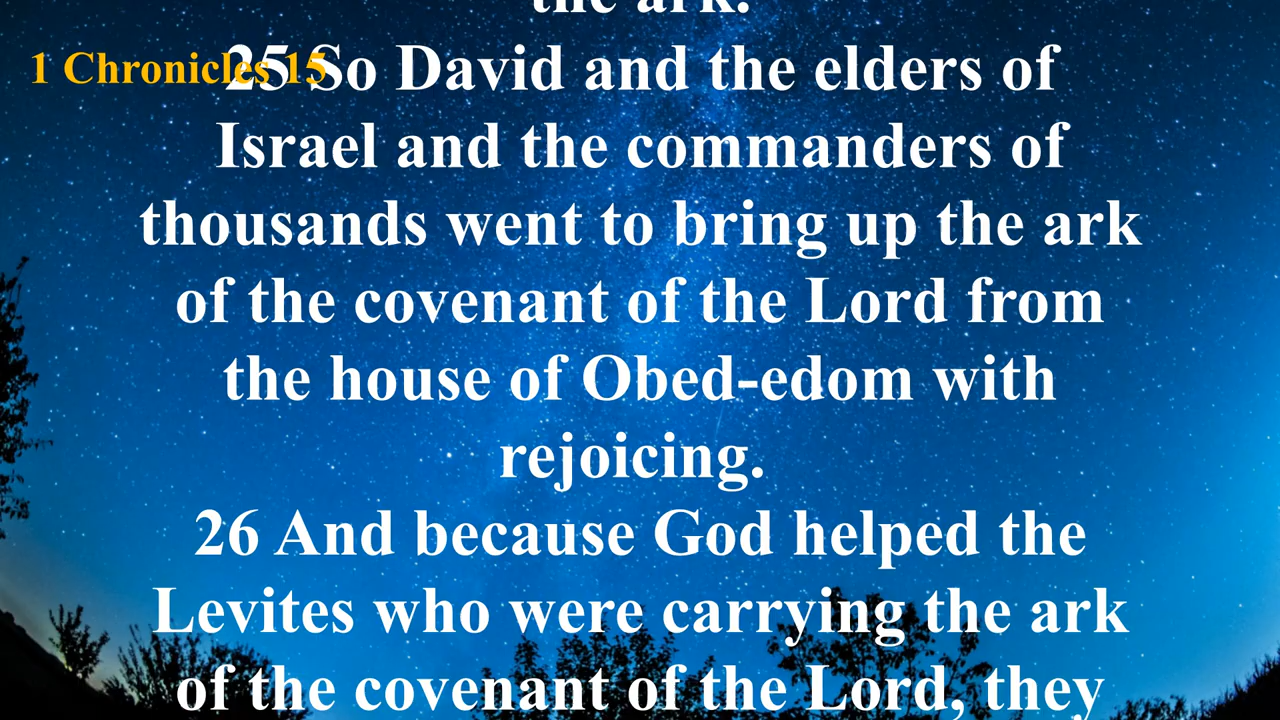 the ark.
1 Chronicles 15
25 So David and the elders of
Israel and the commanders of
thousands went to bring up the ark
of the covenant of the Lord from
the house of Obed-edom with
rejoicing.
26 And because God helped the
Levites who were carrying the ark
of the covenant of the Lord, they